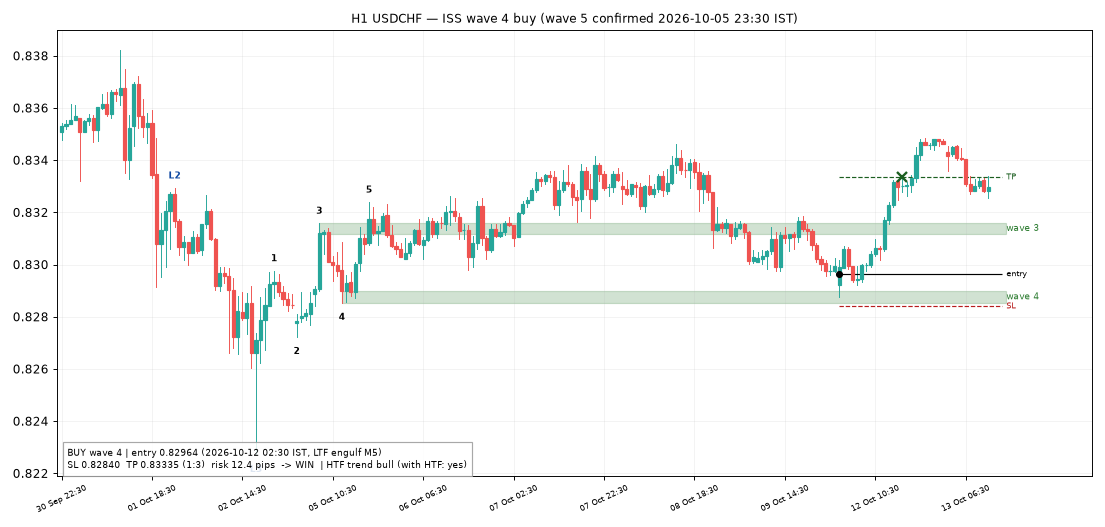 H1 USDCHF — ISS wave 4 buy (wave 5 confirmed 2026-10-05 23:30 IST)
0.838
0.836
0.834
0.832
0.830
0.828
0.826
0.824
0.822
L2
1
2
3
4
5
TP
wave 3
entry
wave 4
SL
BUY wave 4 | entry 0.82964 (2026-10-12 02:30 IST, LTF engulf M5)
SL 0.82840  TP 0.83335 (1:3)  risk 12.4 pips  -> WIN  | HTF trend bull (with HTF: yes)
30 Sep 22:30
01 Oct 18:30
02 Oct 14:30
05 Oct 10:30
06 Oct 06:30
07 Oct 02:30
07 Oct 22:30
08 Oct 18:30
09 Oct 14:30
12 Oct 10:30
13 Oct 06:30